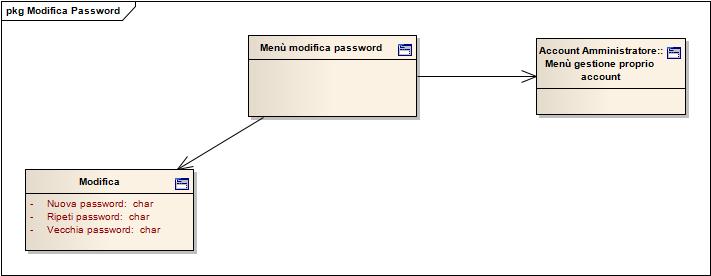 pkg Modifica Password
Menù modifica password
Account Amministratore::
Menù gestione proprio
account
Modifica
- Nuova password: char
- Ripeti password: char
- Vecchia password: char